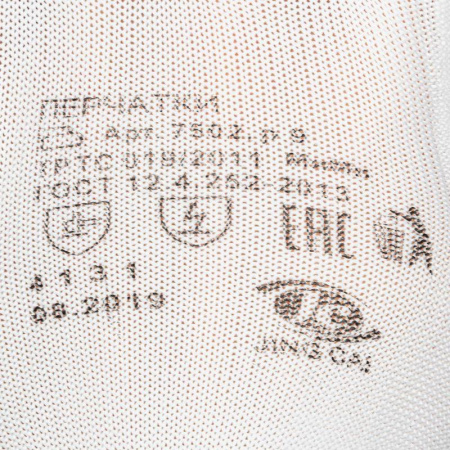 ПЕРЧАТКИ
Арт. 7502, р 9
ТР ТС 019/2011
ГОСТ 12.4.252-2013
EAC
4 1 3 1
08.2019